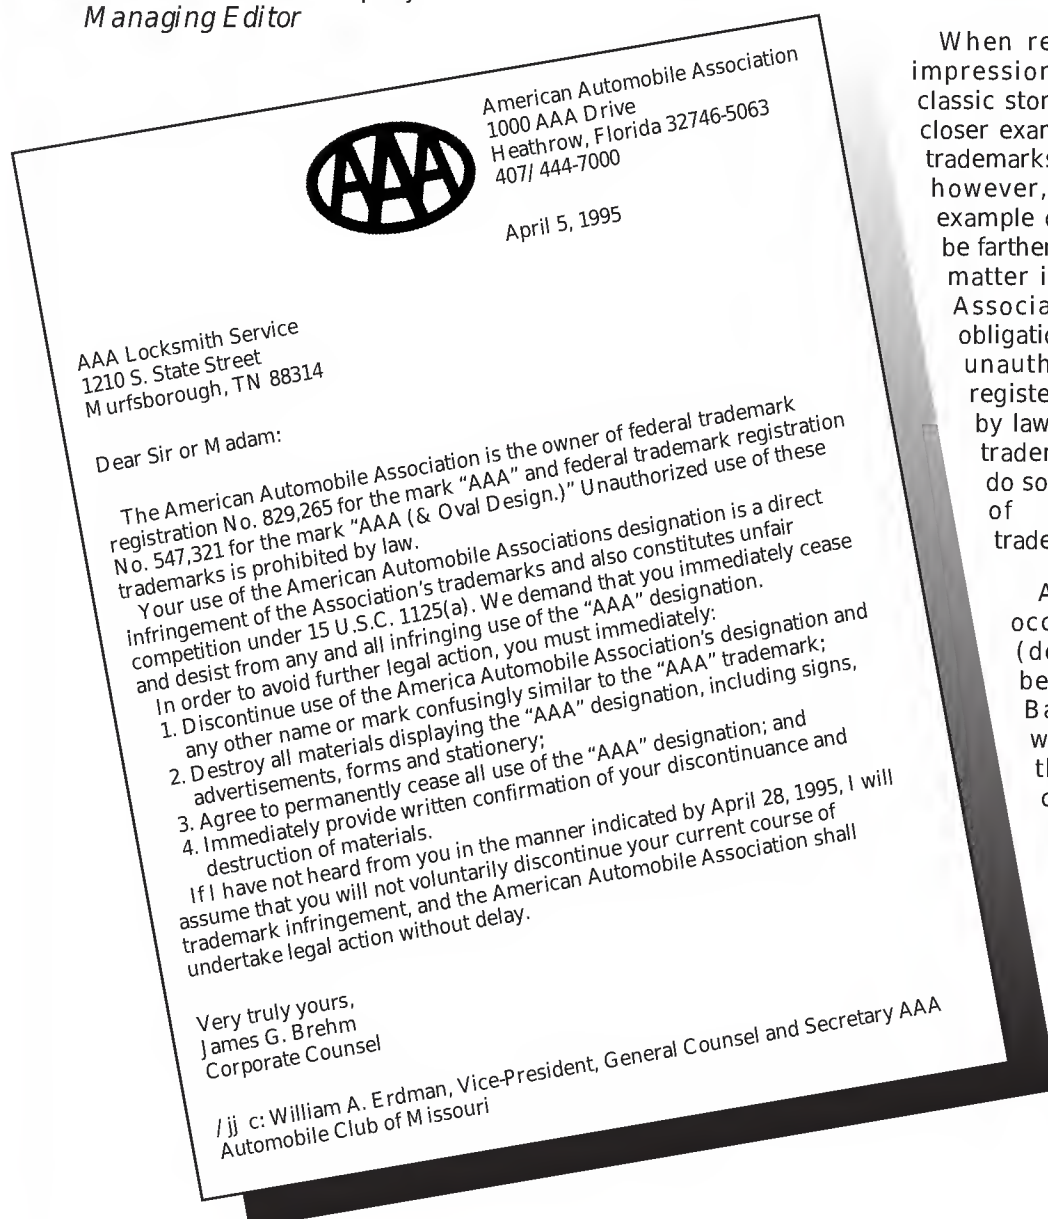 Managing Editor
AAA
American Automobile Association
1000 AAA Drive
Heathrow, Florida 32746-5063
407/ 444-7000
April 5, 1995
AAA Locksmith Service
1210 S. State Street
Murfsborough, TN 88314
Dear Sir or Madam:
The American Automobile Association is the owner of federal trademark
registration No. 829,265 for the mark “AAA” and federal trademark registration
No. 547,321 for the mark “AAA (& Oval Design.)” Unauthorized use of these
trademarks is prohibited by law.
Your use of the American Automobile Associations designation is a direct
infringement of the Association's trademarks and also constitutes unfair
competition under 15 U.S.C. 1125(a). We demand that you immediately cease
and desist from any and all infringing use of the “AAA” designation.
In order to avoid further legal action, you must immediately:
1. Discontinue use of the America Automobile Association's designation and
any other name or mark confusingly similar to the “AAA” trademark;
2. Destroy all materials displaying the “AAA” designation, including signs,
advertisements, forms and stationery;
3. Agree to permanently cease all use of the “AAA” designation; and
4. Immediately provide written confirmation of your discontinuance and
destruction of materials.
If I have not heard from you in the manner indicated by April 28, 1995, I will
assume that you will not voluntarily discontinue your current course of
trademark infringement, and the American Automobile Association shall
undertake legal action without delay.
Very truly yours,
James G. Brehm
Corporate Counsel
/jj c: William A. Erdman, Vice-President, General Counsel and Secretary AAA
Automobile Club of Missouri
When re
impression
classic stor
closer exar
trademarks
however,
example
be farther
matter i
Associa
obligatio
unauth
registe
by law
trader
do so
of
trade
A
occ
(de
be
Ba
w
th